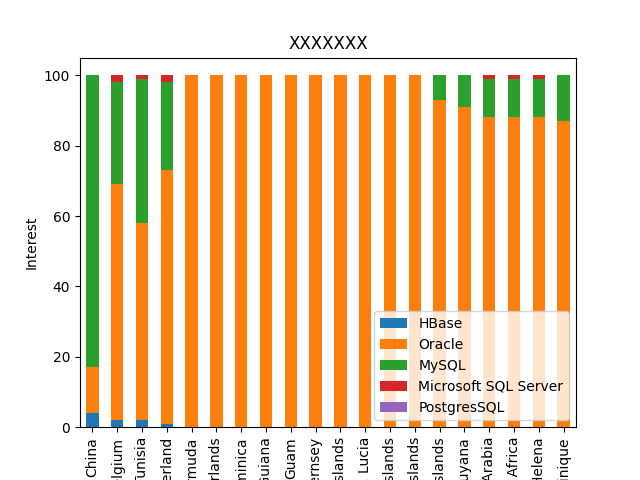 XXXXXXX
100
80
60
40
20
0
Interest
HBase
Oracle
MySQL
Microsoft SQL Server
PostgresSQL
China
lgium
Tunisia
erland
muda
rlands
minica
Guiana
Guam
ernsey
slands
Lucia
slands
slands
slands
uyana
Arabia
Africa
Helena
inique